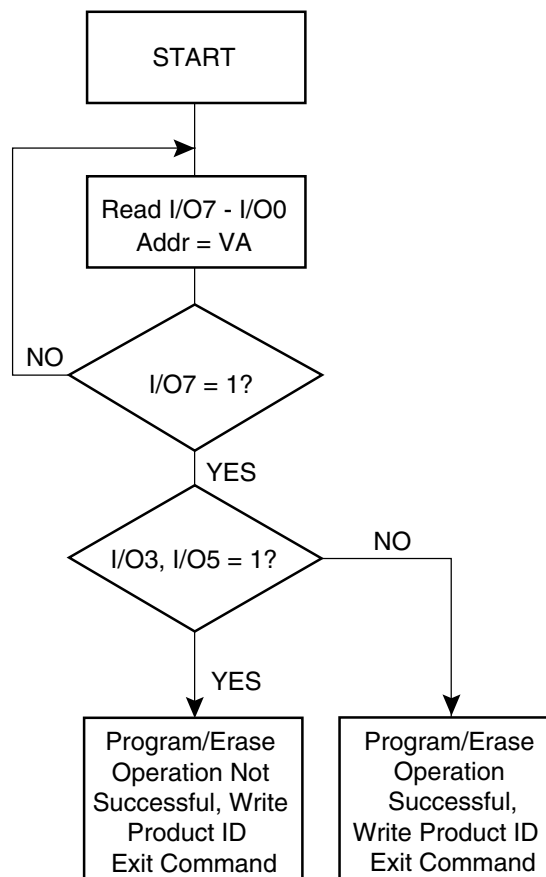 START
Read I/O7 - I/O0
Addr = VA
NO
I/O7 = 1?
YES
I/O3, I/O5 = 1?
NO
YES
Program/Erase
Operation Not
Successful, Write
Product ID
Exit Command
Program/Erase
Operation
Successful,
Write Product ID
Exit Command